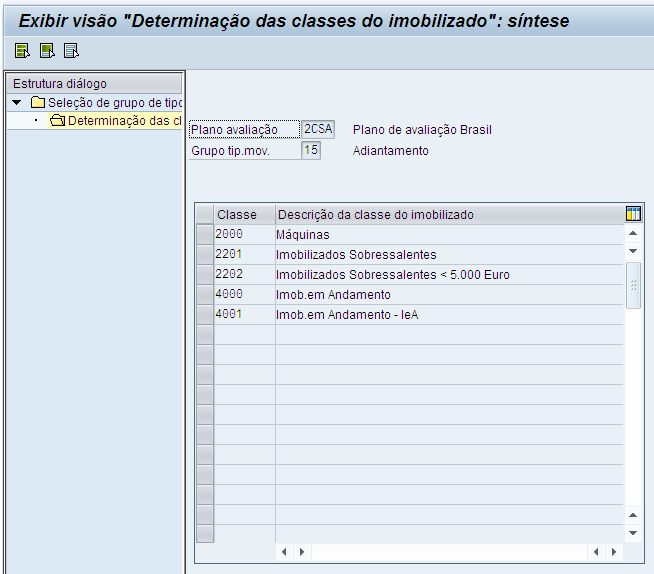 Exibir visão "Determinação das classes do imobilizado": síntese
Estrutura diálogo
Seleção de grupo de tipo
Determinação das cl
Plano avaliação 2CSA Plano de avaliação Brasil
Grupo tip.mov. 15 Adiantamento
Classe Descrição da classe do imobilizado
2000 Máquinas
2201 Imobilizados Sobressalentes
2202 Imobilizados Sobressalentes < 5.000 Euro
4000 Imob.em Andamento
4001 Imob.em Andamento - IeA